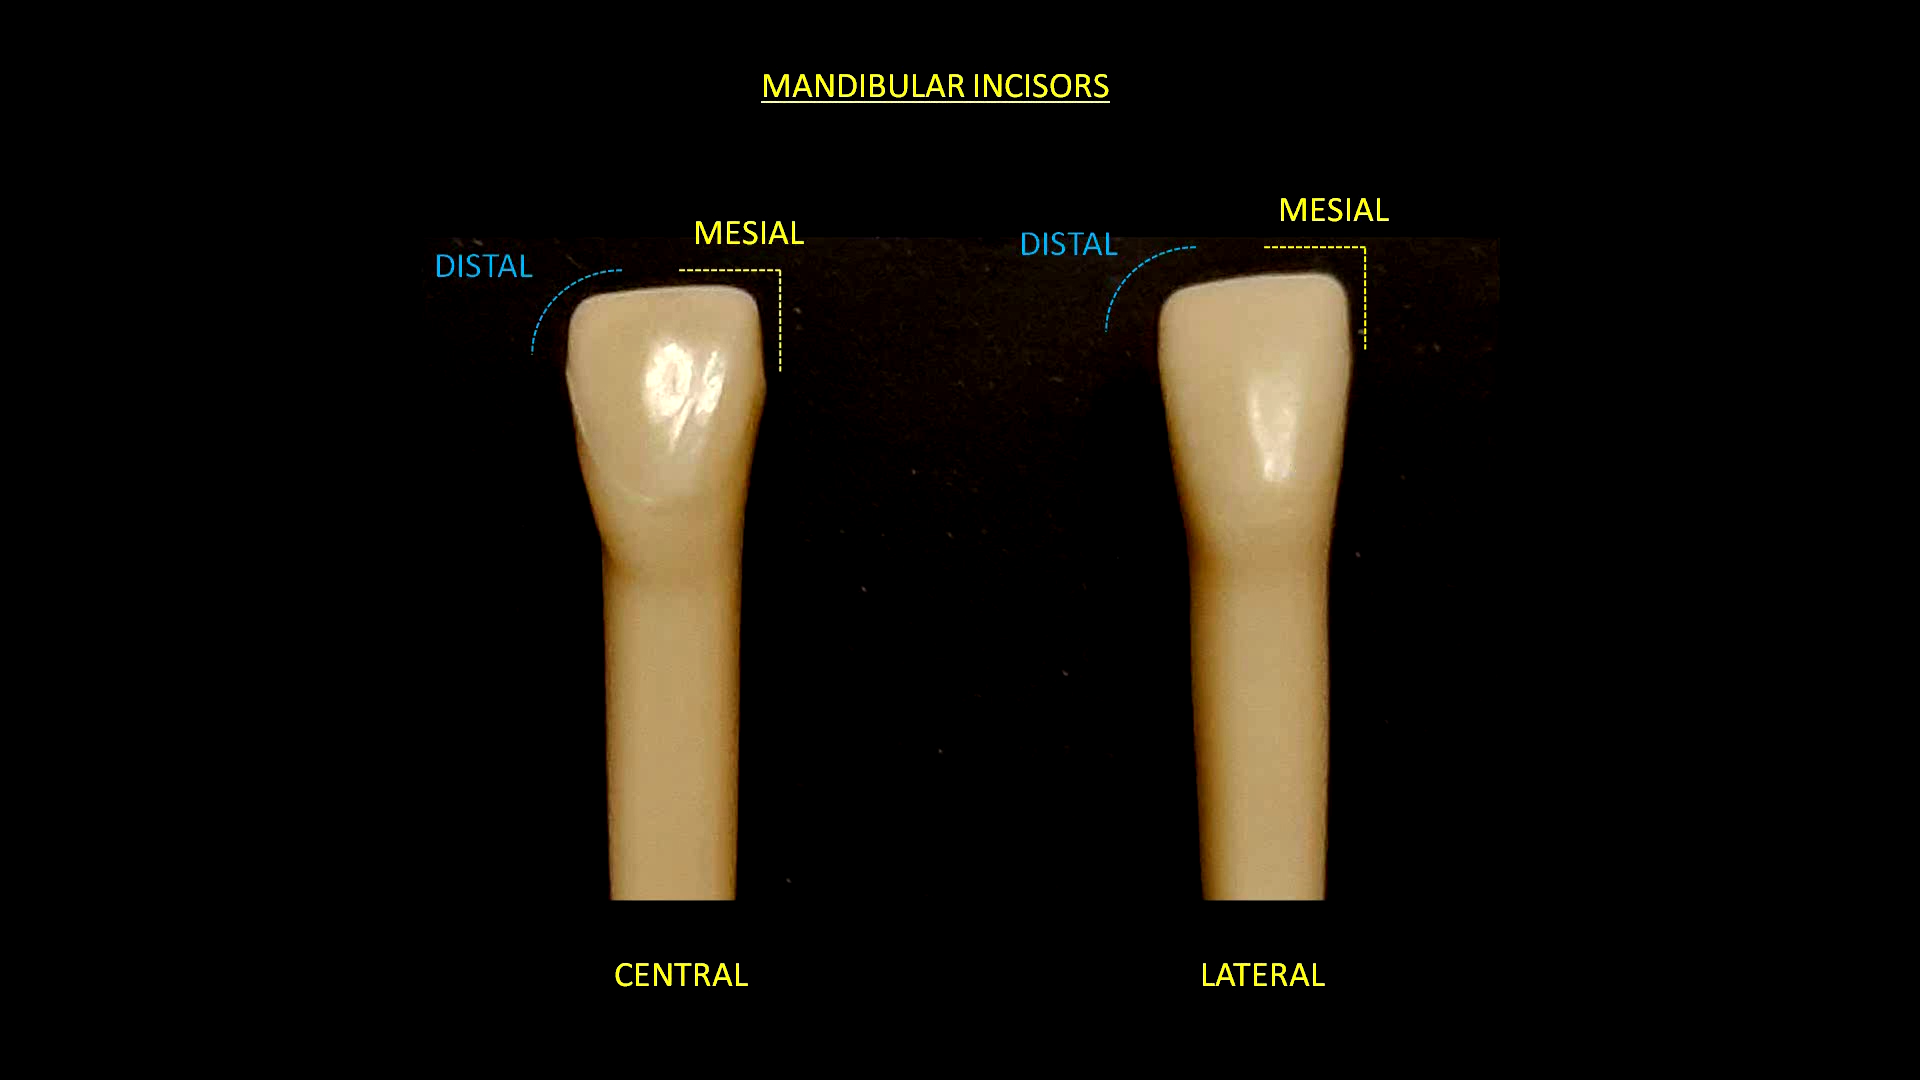 MANDIBULAR INCISORS
DISTAL
MESIAL
DISTAL
MESIAL
CENTRAL
LATERAL